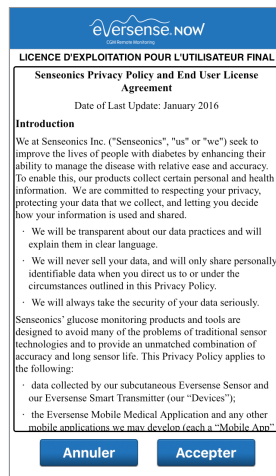 eversense. NOW
CGM Remote Monitoring
LICENCE D'EXPLOITATION POUR L'UTILISATEUR FINAL
Senseonics Privacy Policy and End User License
Agreement
Date of Last Update: January 2016
Introduction
We at Senseonics Inc. ("Senseonics", "us" or "we") seek to
improve the lives of people with diabetes by enhancing their
ability to manage the disease with relative ease and accuracy.
To enable this, our products collect certain personal and health
information. We are committed to respecting your privacy,
protecting your data that we collect, and letting you decide
how your information is used and shared.
· We will be transparent about our data practices and will
explain them in clear language.
· We will never sell your data, and will only share personally
identifiable data when you direct us to or under the
circumstances outlined in this Privacy Policy.
· We will always take the security of your data seriously.
Senseonics' glucose monitoring products and tools are
designed to avoid many of the problems of traditional sensor
technologies and to provide an unmatched combination of
accuracy and long sensor life. This Privacy Policy applies to
the following:
· data collected by our subcutaneous Eversense Sensor and
our Eversense Smart Transmitter (our "Devices");
· the Eversense Mobile Medical Application and any other
mobile applications we may develop (each a "Mobile App"
Annuler
Accepter